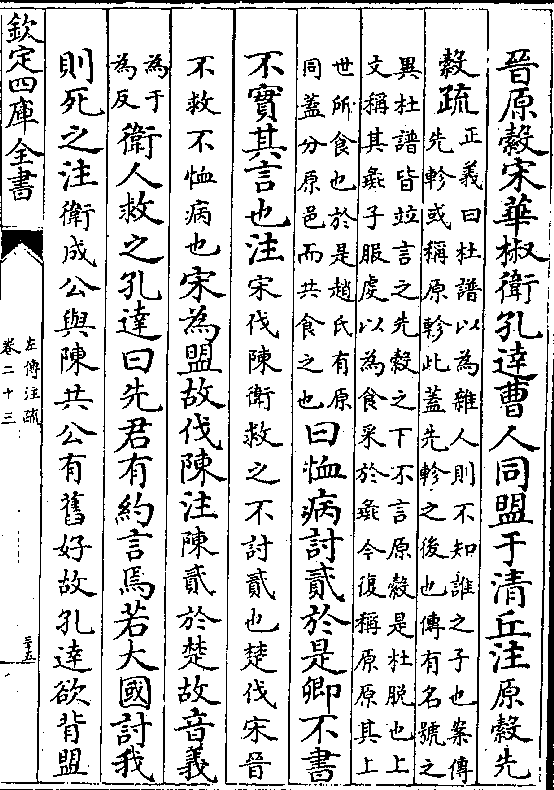 晉原縠宋華椒衛孔達曹人同盟于清丘注原縠先
縠疏正義曰杜譜以為雜人則不知誰之子也案傳
先軫或稱原軫此蓋先軫之後也傳有名號之
異杜譜皆竝言之先縠之下不言原縠是杜脱也上
文稱其彘子服虔以為食采於彘今復稱原原其上
世所食也於是趙氏有原
同蓋分原邑而共食之也曰恤病討貳於是卿不書
不實其言也注宋伐陳衛救之不討貳也楚伐宋晉
不救不恤病也宋為盟故伐陳注陳貳於楚故音義
為于
為反衛人救之孔達曰先君有約言焉若大國討我
則死之注衛成公與陳共公有舊好故孔達欲背盟
欽定四庫全書
左傳注疏
卷二十三
三十五